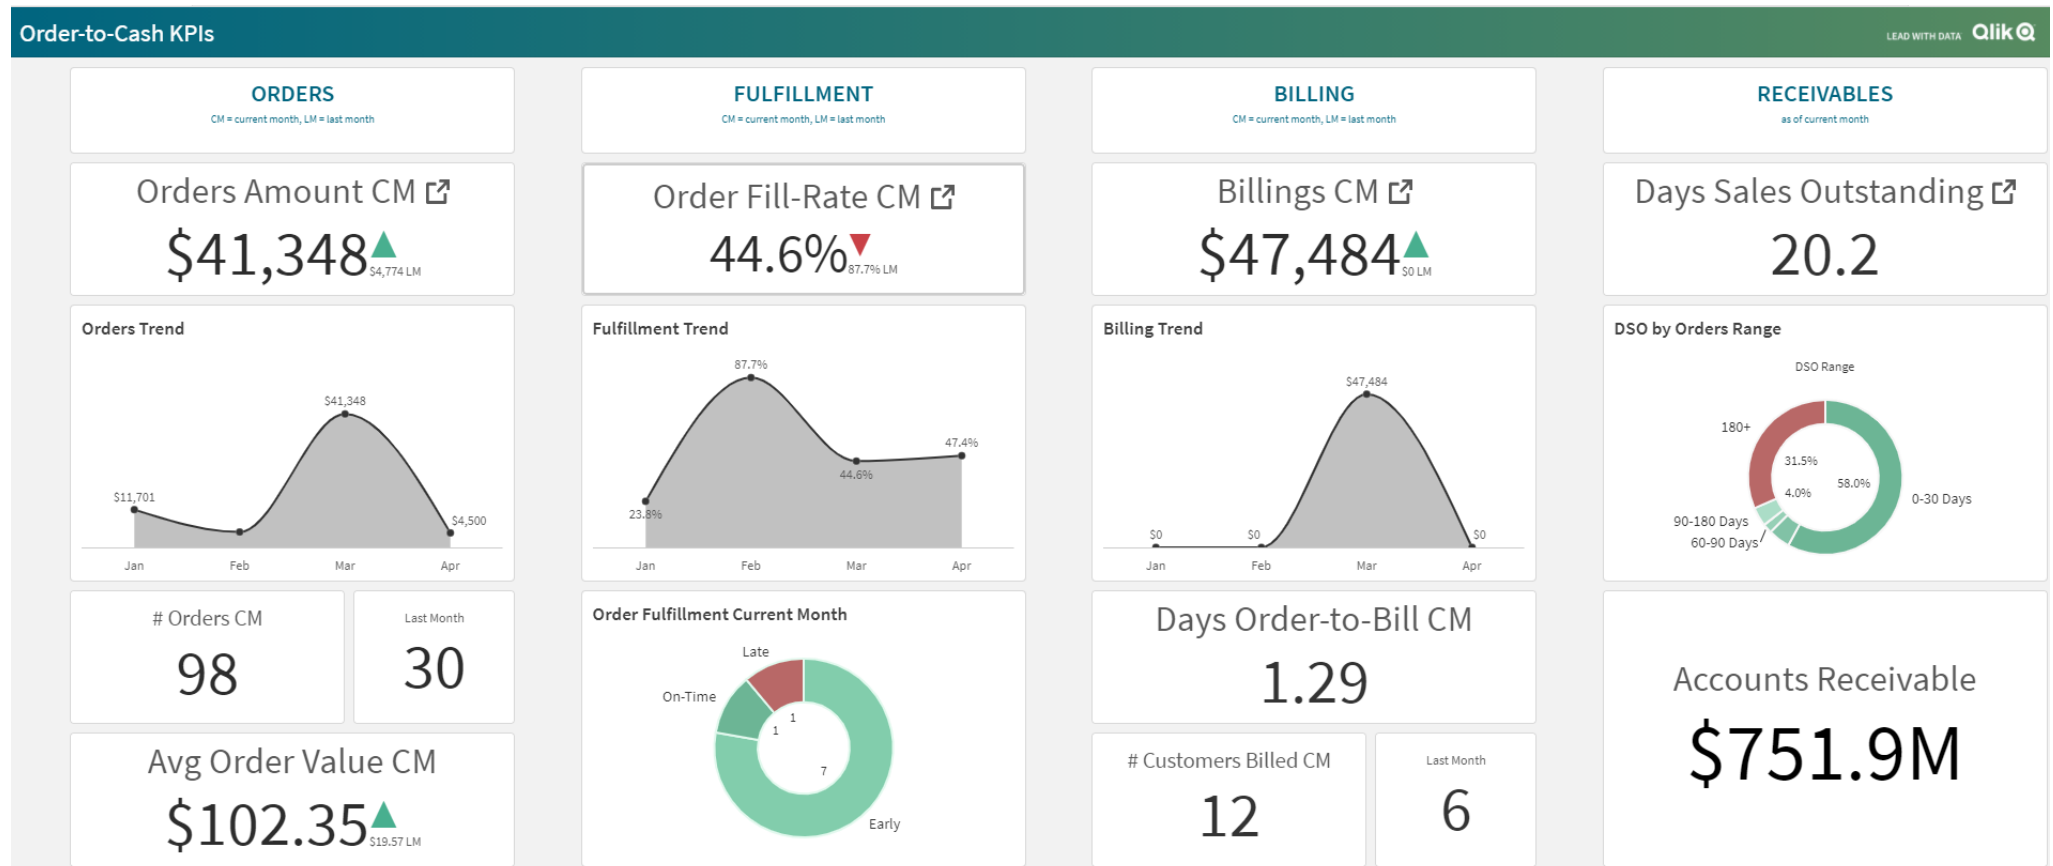 Order-to-Cash KPIs
LEAD WITH DATA Qlik
ORDERS
CM = current month, LM = last month
Orders Amount CM
$41,348
$4,774 LM
Orders Trend
$11,701
$41,348
$4,500
Jan Feb Mar Apr
# Orders CM
98
Last Month
30
Avg Order Value CM
$102.35
$19.57 LM
FULFILLMENT
CM = current month, LM = last month
Order Fill-Rate CM
44.6%
87.7% LM
Fulfillment Trend
87.7%
47.4%
44.6%
23.8%
Jan Feb Mar Apr
Order Fulfillment Current Month
Late
On-Time
1
1
7
Early
BILLING
CM = current month, LM = last month
Billings CM
$47,484
$0 LM
Billing Trend
$47,484
$0 $0 $0
Jan Feb Mar Apr
Days Order-to-Bill CM
1.29
# Customers Billed CM
12
Last Month
6
RECEIVABLES
as of current month
Days Sales Outstanding
20.2
DSO by Orders Range
DSO Range
180+
31.5%
58.0%
4.0%
0-30 Days
90-180 Days
60-90 Days
Accounts Receivable
$751.9M